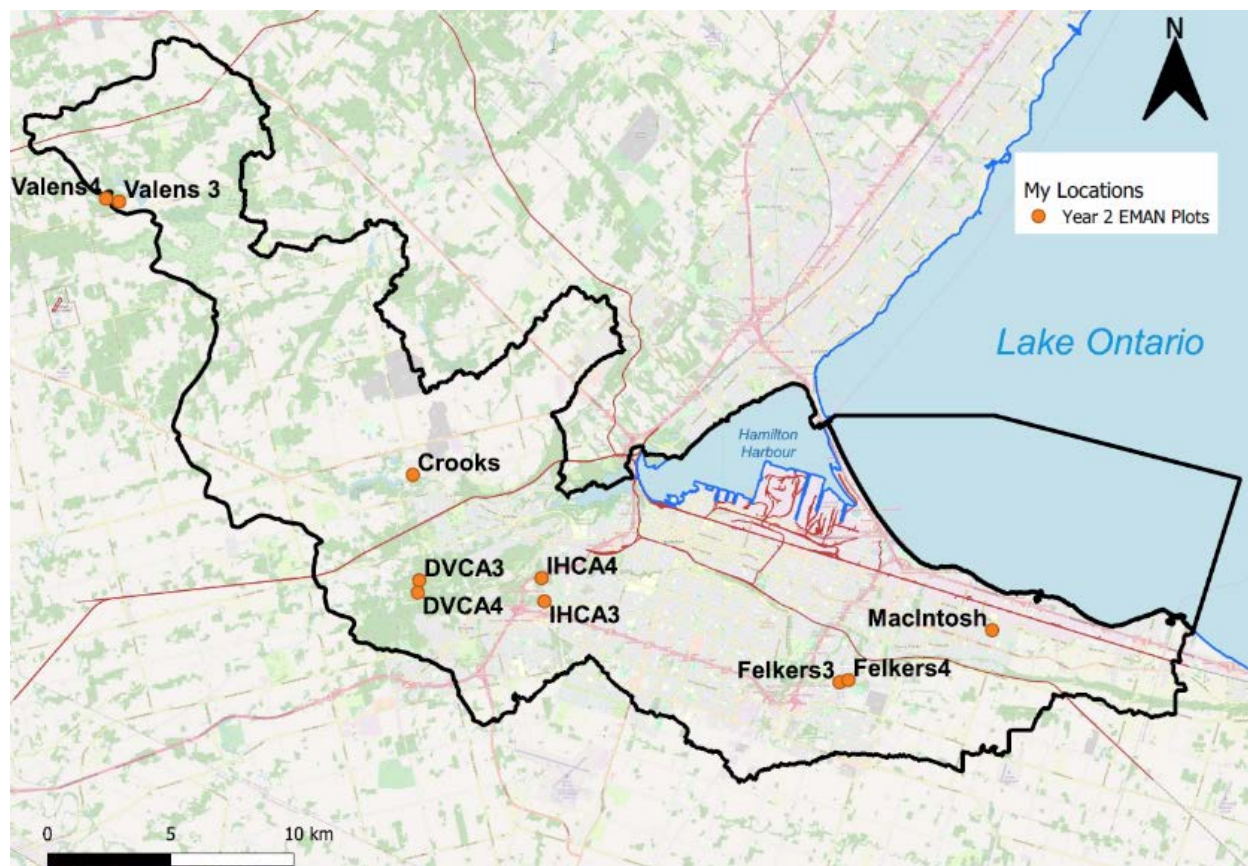 N
My Locations
Year 2 EMAN Plots
Valens4
Valens 3
Lake Ontario
Hamilton
Harbour
Crooks
DVCA3
DVCA4
IHCA4
IHCA3
MacIntosh
Felkers3
Felkers4
0 5 10 km